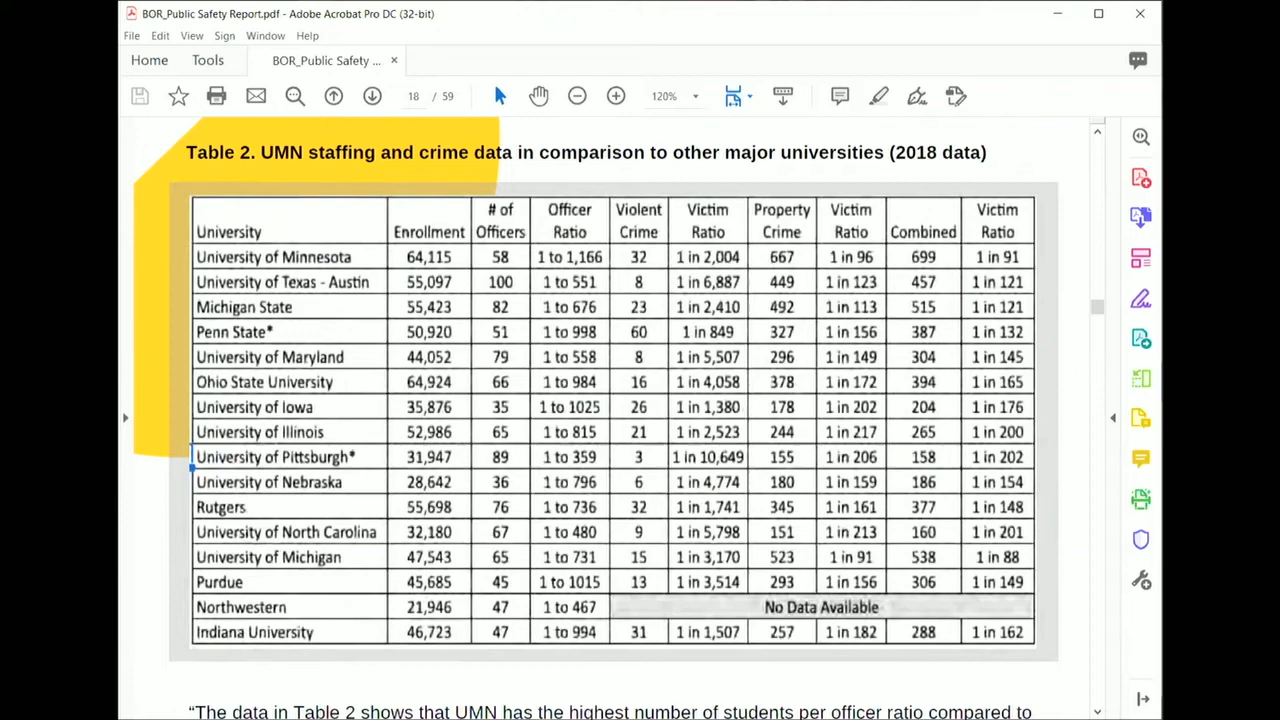 BOR_Public Safety Report.pdf - Adobe Acrobat Pro DC (32-bit)
File Edit View Sign Window Help
Home Tools BOR_Public Safety ... ×
18 / 59 120%
Table 2. UMN staffing and crime data in comparison to other major universities (2018 data)
University Enrollment # of Officers Officer Ratio Violent Crime Victim Ratio Property Crime Victim Ratio Combined Victim Ratio
University of Minnesota 64,115 58 1 to 1,166 32 1 in 2,004 667 1 in 96 699 1 in 91
University of Texas - Austin 55,097 100 1 to 551 8 1 in 6,887 449 1 in 123 457 1 in 121
Michigan State 55,423 82 1 to 676 23 1 in 2,410 492 1 in 113 515 1 in 121
Penn State* 50,920 51 1 to 998 60 1 in 849 327 1 in 156 387 1 in 132
University of Maryland 44,052 79 1 to 558 8 1 in 5,507 296 1 in 149 304 1 in 145
Ohio State University 64,924 66 1 to 984 16 1 in 4,058 378 1 in 172 394 1 in 165
University of Iowa 35,876 35 1 to 1025 26 1 in 1,380 178 1 in 202 204 1 in 176
University of Illinois 52,986 65 1 to 815 21 1 in 2,523 244 1 in 217 265 1 in 200
University of Pittsburgh* 31,947 89 1 to 359 3 1 in 10,649 155 1 in 206 158 1 in 202
University of Nebraska 28,642 36 1 to 796 6 1 in 4,774 180 1 in 159 186 1 in 154
Rutgers 55,698 76 1 to 736 32 1 in 1,741 345 1 in 161 377 1 in 148
University of North Carolina 32,180 67 1 to 480 9 1 in 5,798 151 1 in 213 160 1 in 201
University of Michigan 47,543 65 1 to 731 15 1 in 3,170 523 1 in 91 538 1 in 88
Purdue 45,685 45 1 to 1015 13 1 in 3,514 293 1 in 156 306 1 in 149
Northwestern 21,946 47 1 to 467 No Data Available
Indiana University 46,723 47 1 to 994 31 1 in 1,507 257 1 in 182 288 1 in 162
“The data in Table 2 shows that UMN has the highest number of students per officer ratio compared to